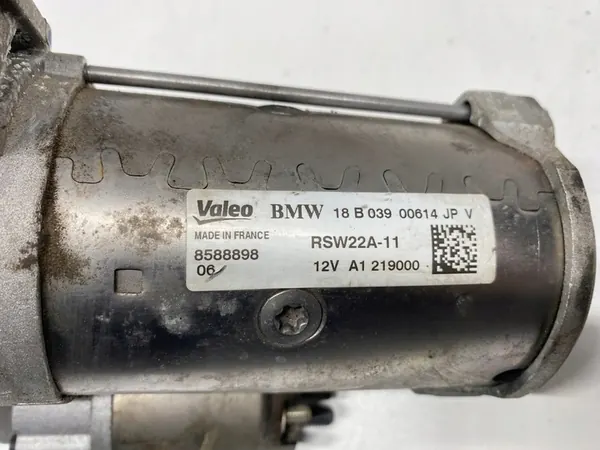 Valeo BMW 18 B 039 00614 JP V
MADE IN FRANCE RSW22A-11
8588898
06 12V A1 219000